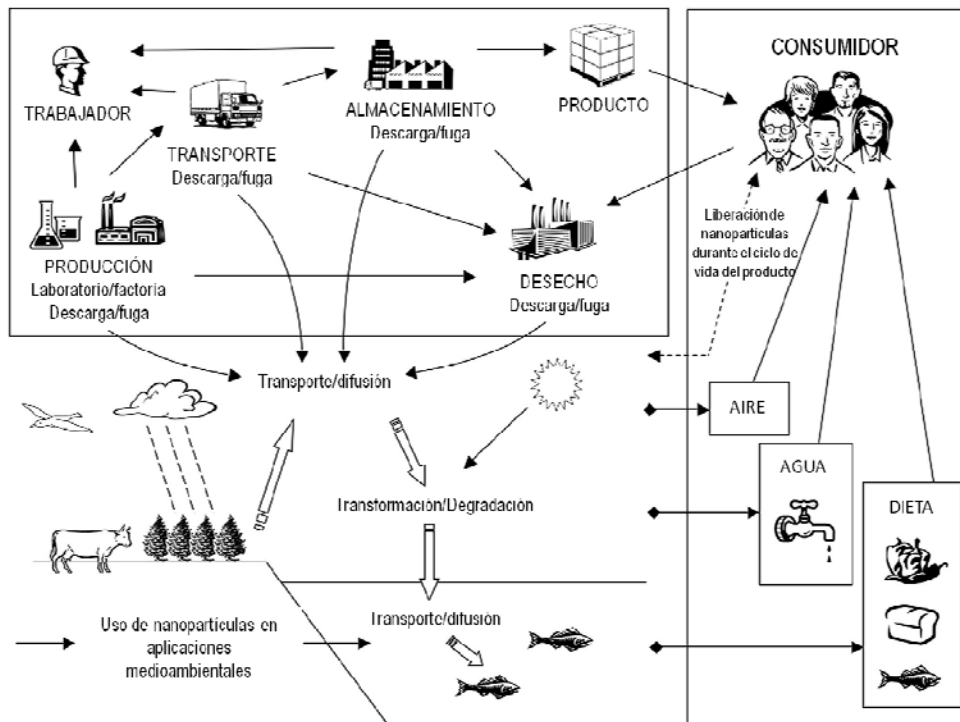 TRABAJADOR
TRANSPORTE
Descarga/fuga
ALMACENAMIENTO
Descarga/fuga
PRODUCTO
PRODUCCIÓN
Laboratorio/factoría
Descarga/fuga
DESECHO
Descarga/fuga
CONSUMIDOR
Liberación de
nanopartículas
durante el ciclo de
vida del producto
Transporte/difusión
Transformación/Degradación
Transporte/difusión
Uso de nanopartículas en
aplicaciones
medioambientales
AIRE
AGUA
DIETA